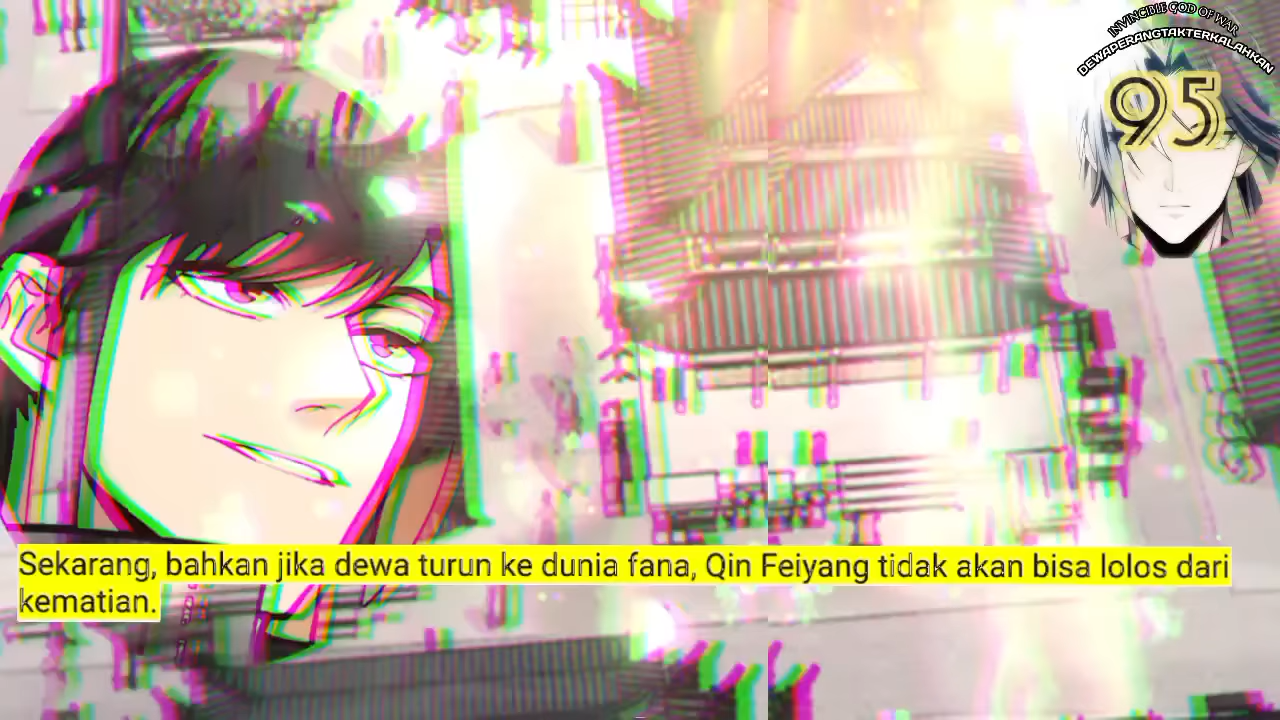 INVINCIBLE GOD OF WAR
DEWAPERANGTAKTERKALAHKAN
95
Sekarang, bahkan jika dewa turun ke dunia fana, Qin Feiyang tidak akan bisa lolos dari
kematian.